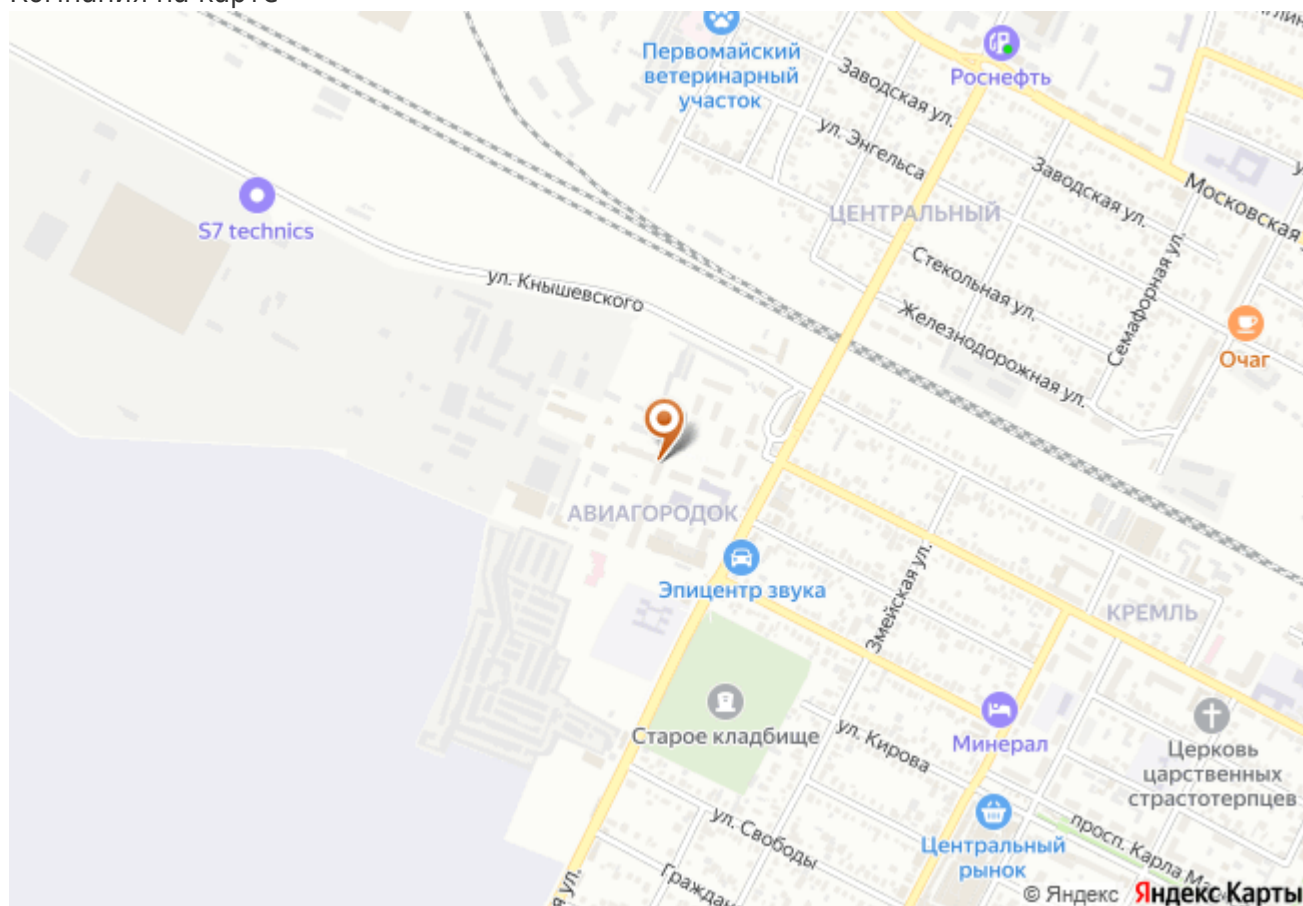 Компания на карте
Первомайский
ветеринарный
участок
Роснефть
Заводская ул.
ул. Энгельса
Заводская ул.
Московская
S7 technics
ЦЕНТРАЛЬНЫЙ
ул. Кнышевского
Стекольная ул.
Семафорная ул.
Железнодорожная ул.
Очаг
АВИАГОРОДОК
Эпицентр звука
Змейская ул.
КРЕМЛЬ
Старое кладбище
ул. Кирова
Минерал
Церковь
царственных
страстотерпцев
ул. Свободы
Центральный
рынок
просп. Карла
© Яндекс Яндекс Карты